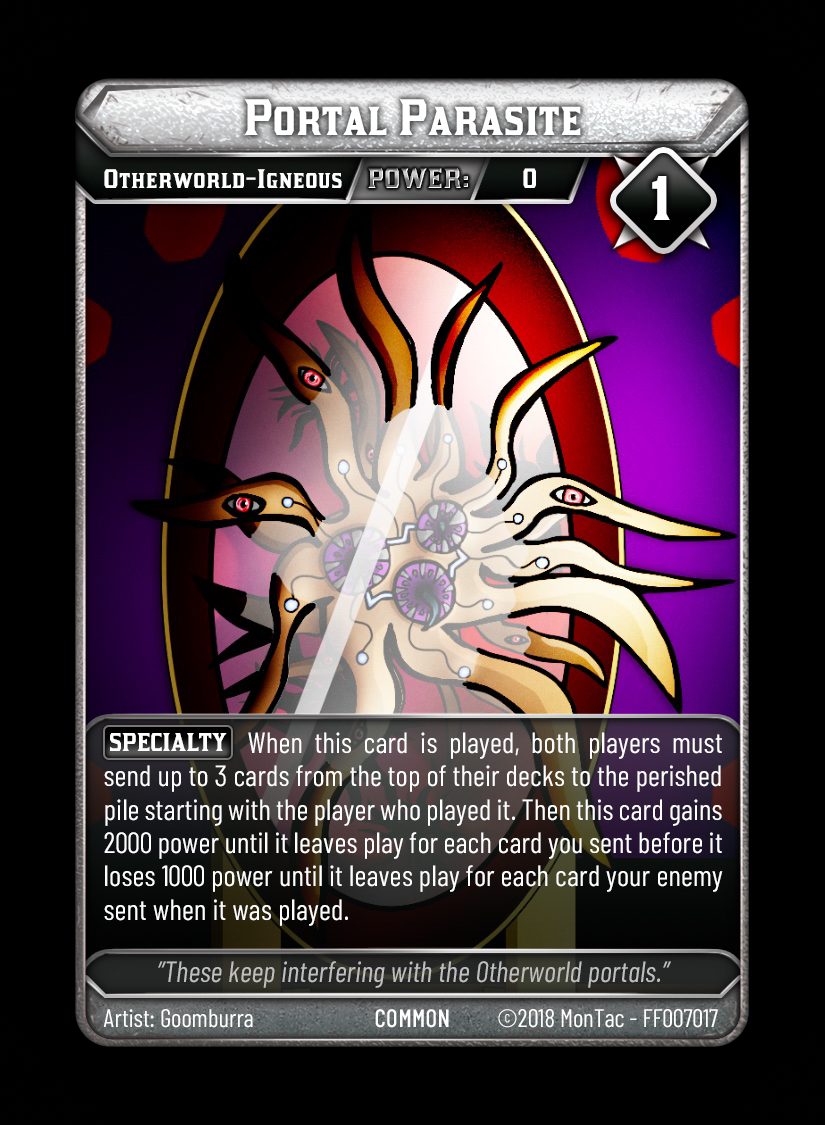 Portal Parasite
Otherworld-Igneous POWER: 0
1
SPECIALTY When this card is played, both players must
send up to 3 cards from the top of their decks to the perished
pile starting with the player who played it. Then this card gains
2000 power until it leaves play for each card you sent before it
loses 1000 power until it leaves play for each card your enemy
sent when it was played.
"These keep interfering with the Otherworld portals."
Artist: Goomburra COMMON ©2018 MonTac - FF007017